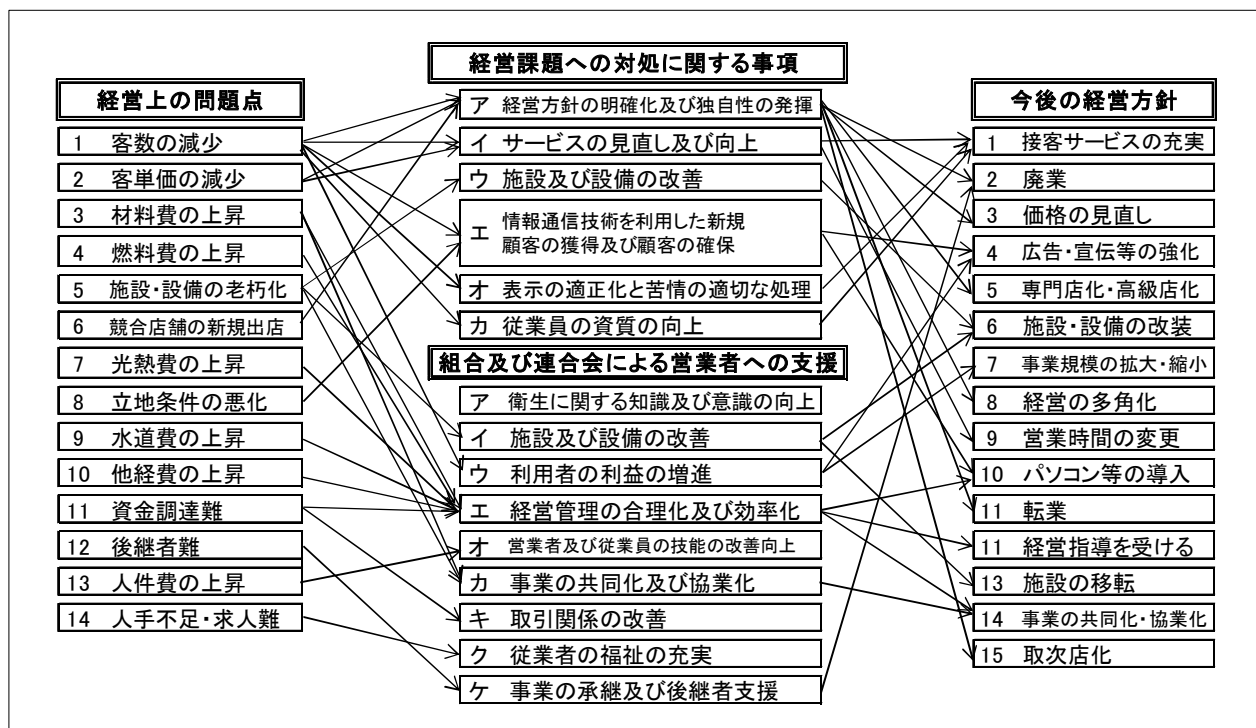 経営課題への対処に関する事項
経営上の問題点
1 客数の減少
2 客単価の減少
3 材料費の上昇
4 燃料費の上昇
5 施設・設備の老朽化
6 競合店舗の新規出店
7 光熱費の上昇
8 立地条件の悪化
9 水道費の上昇
10 他経費の上昇
11 資金調達難
12 後継者難
13 人件費の上昇
14 人手不足・求人難
ア 経営方針の明確化及び独自性の発揮
イ サービスの見直し及び向上
ウ 施設及び設備の改善
エ 情報通信技術を利用した新規
顧客の獲得及び顧客の確保
オ 表示の適正化と苦情の適切な処理
カ 従業員の資質の向上
組合及び連合会による営業者への支援
ア 衛生に関する知識及び意識の向上
イ 施設及び設備の改善
ウ 利用者の利益の増進
エ 経営管理の合理化及び効率化
オ 営業者及び従業員の技能の改善向上
カ 事業の共同化及び協業化
キ 取引関係の改善
ク 従業者の福祉の充実
ケ 事業の承継及び後継者支援
今後の経営方針
1 接客サービスの充実
2 廃業
3 価格の見直し
4 広告・宣伝等の強化
5 専門店化・高級店化
6 施設・設備の改装
7 事業規模の拡大・縮小
8 経営の多角化
9 営業時間の変更
10 パソコン等の導入
11 転業
11 経営指導を受ける
13 施設の移転
14 事業の共同化・協業化
15 取次店化